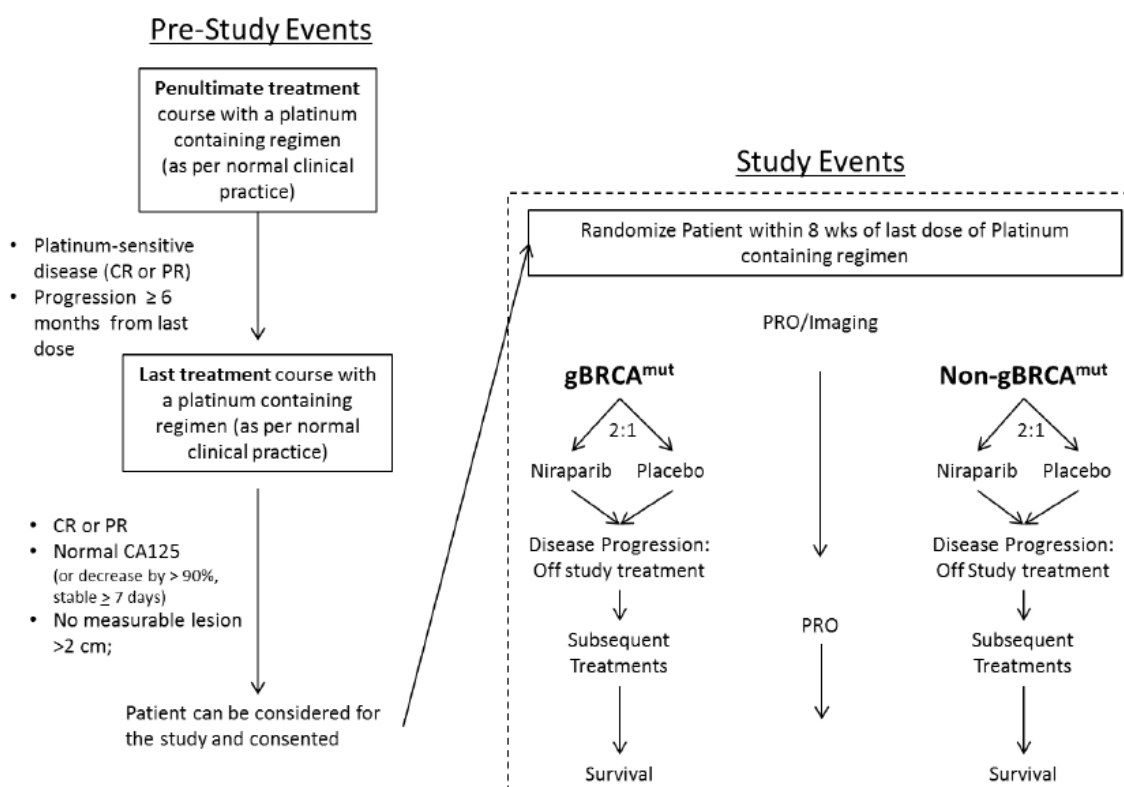 Pre-Study Events
Penultimate treatment
course with a platinum
containing regimen
(as per normal clinical
practice)
• Platinum-sensitive
disease (CR or PR)
• Progression ≥ 6
months from last
dose
Last treatment course with
a platinum containing
regimen (as per normal
clinical practice)
• CR or PR
• Normal CA125
(or decrease by > 90%,
stable ≥ 7 days)
• No measurable lesion
>2 cm;
Patient can be considered for
the study and consented
Study Events
Randomize Patient within 8 wks of last dose of Platinum
containing regimen
PRO/Imaging
gBRCAmut
2:1
Niraparib Placebo
Disease Progression:
Off study treatment
Subsequent
Treatments
Survival
PRO
Non-gBRCAmut
2:1
Niraparib Placebo
Disease Progression:
Off Study treatment
Subsequent
Treatments
Survival